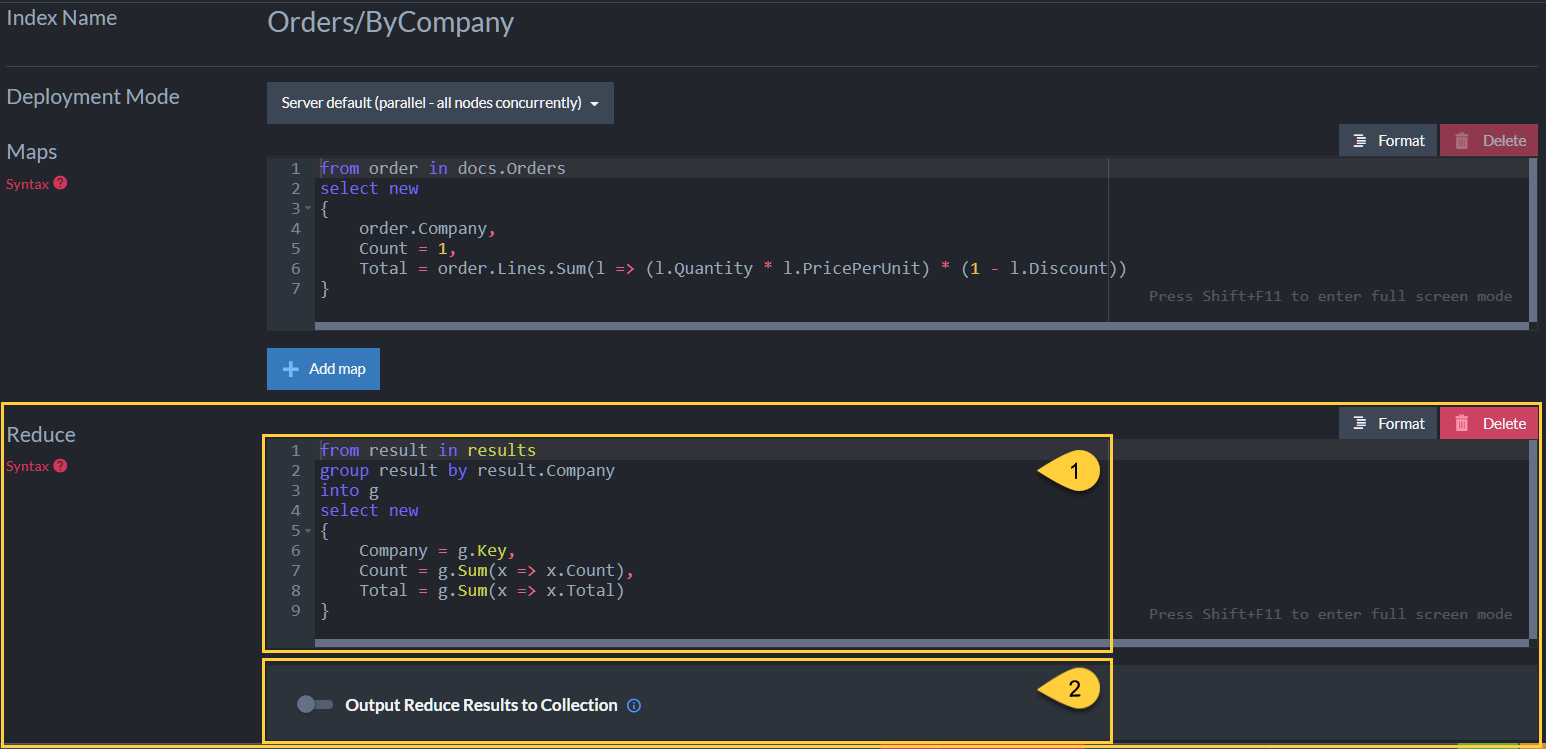 Index Name
Orders/ByCompany
Deployment Mode
Server default (parallel - all nodes concurrently)
Maps
Syntax ?
Format
Delete
1 from order in docs.Orders
2 select new
3 {
4     order.Company,
5     Count = 1,
6     Total = order.Lines.Sum(l => (l.Quantity * l.PricePerUnit) * (1 - l.Discount))
7 }
Press Shift+F11 to enter full screen mode
+ Add map
Reduce
Syntax ?
Format
Delete
1 from result in results
2 group result by result.Company
3 into g
4 select new
5 {
6     Company = g.Key,
7     Count = g.Sum(x => x.Count),
8     Total = g.Sum(x => x.Total)
9 }
1
Press Shift+F11 to enter full screen mode
Output Reduce Results to Collection
2